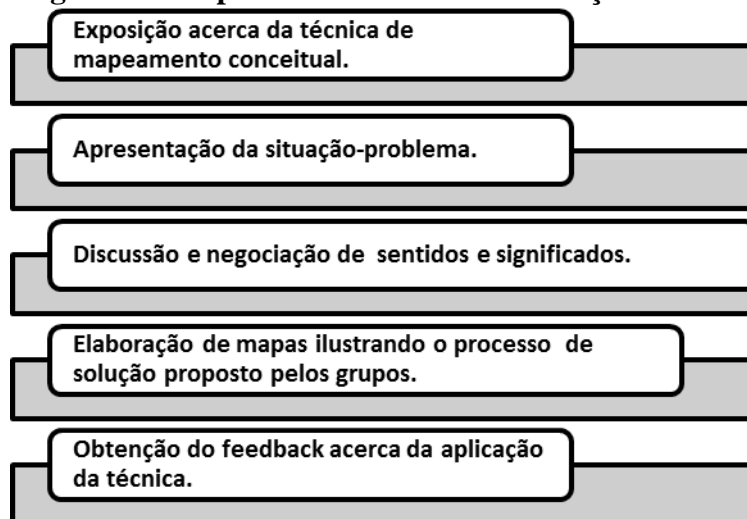 Exposição acerca da técnica de
mapeamento conceitual.
Apresentação da situação-problema.
Discussão e negociação de sentidos e significados.
Elaboração de mapas ilustrando o processo de
solução proposto pelos grupos.
Obtenção do feedback acerca da aplicação
da técnica.